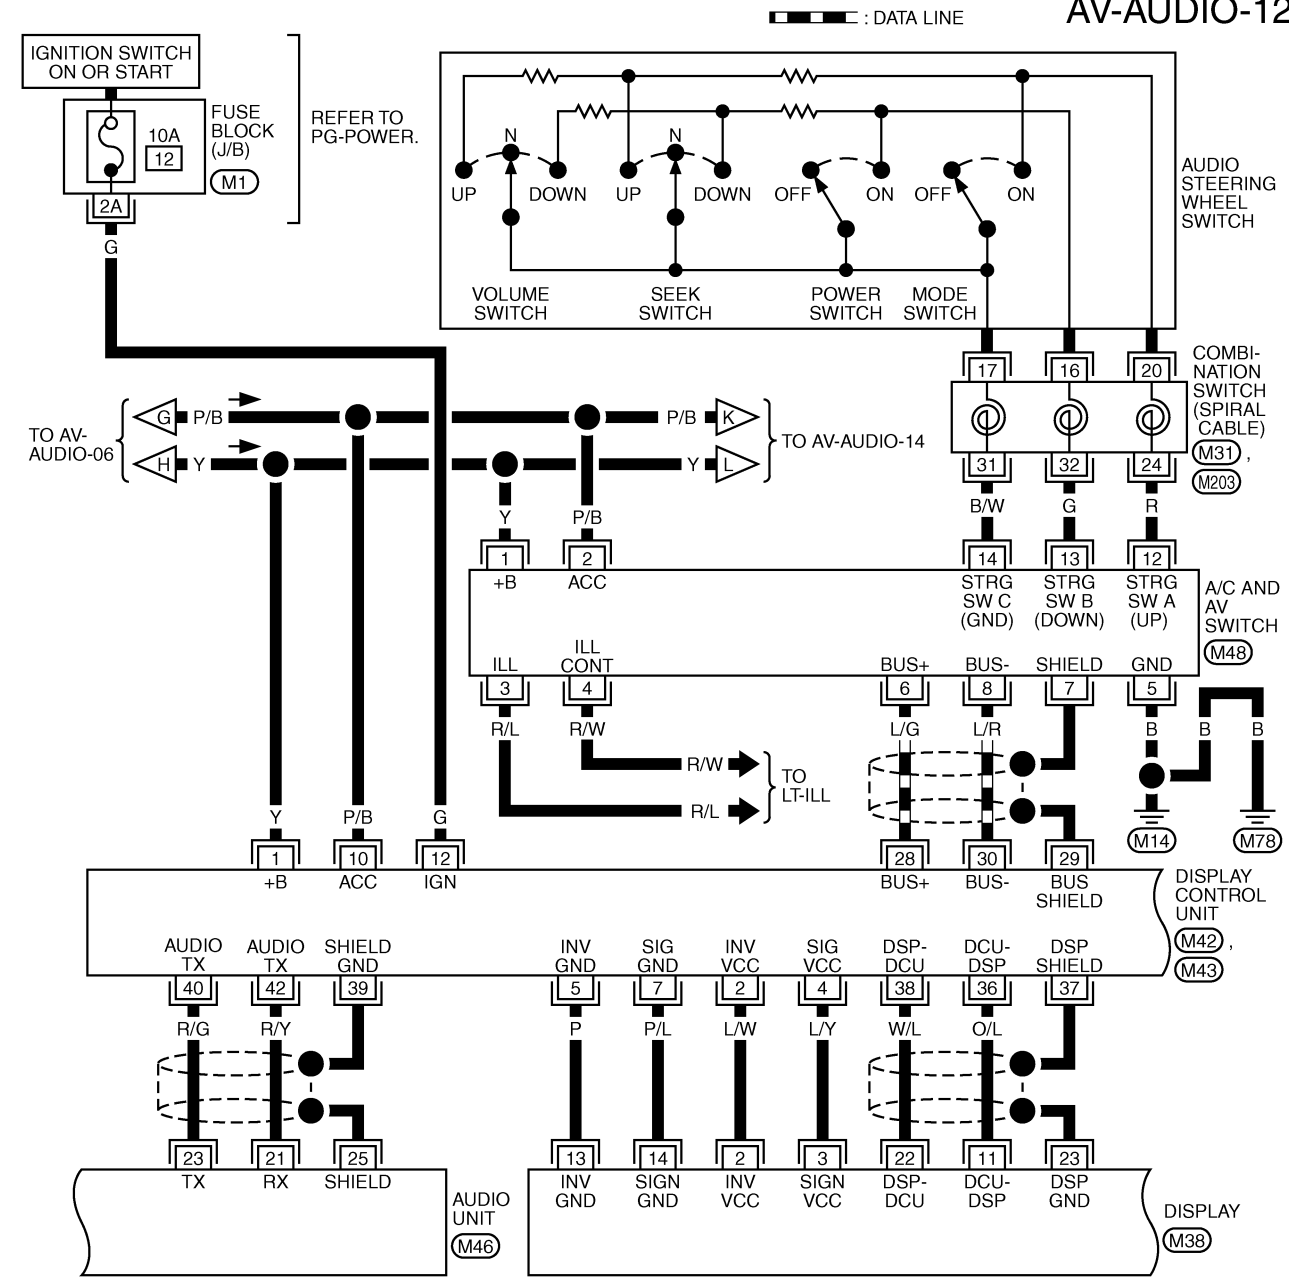 : DATA LINE
AV-AUDIO-12
IGNITION SWITCH
ON OR START
10A
12
FUSE
BLOCK
(J/B)
M1
REFER TO
PG-POWER.
2A
G
N
N
UP
DOWN
UP
DOWN
OFF
ON
OFF
ON
VOLUME
SWITCH
SEEK
SWITCH
POWER
SWITCH
MODE
SWITCH
AUDIO
STEERING
WHEEL
SWITCH
17
16
20
COMBI-
NATION
SWITCH
(SPIRAL
CABLE)
M31 ,
M203
31
32
24
B/W
G
R
TO AV-
AUDIO-06
G
P/B
P/B
K
H
Y
Y
L
TO AV-AUDIO-14
Y
P/B
1
2
14
13
12
+B
ACC
STRG
SW C
(GND)
STRG
SW B
(DOWN)
STRG
SW A
(UP)
A/C AND
AV
SWITCH
M48
ILL
ILL
CONT
BUS+
BUS-
SHIELD
GND
3
4
6
8
7
5
R/L
R/W
L/G
L/R
B
B
B
R/W
R/L
TO
LT-ILL
M14
M78
Y
P/B
G
1
10
12
28
30
29
+B
ACC
IGN
BUS+
BUS-
BUS
SHIELD
DISPLAY
CONTROL
UNIT
M42 ,
M43
AUDIO
TX
AUDIO
TX
SHIELD
GND
INV
GND
SIG
GND
INV
VCC
SIG
VCC
DSP-
DCU
DCU-
DSP
DSP
SHIELD
40
42
39
5
7
2
4
38
36
37
R/G
R/Y
P
P/L
L/W
L/Y
W/L
O/L
23
21
25
13
14
2
3
22
11
23
TX
RX
SHIELD
INV
GND
SIGN
GND
INV
VCC
SIGN
VCC
DSP-
DCU
DCU-
DSP
DSP
GND
AUDIO
UNIT
M46
DISPLAY
M38